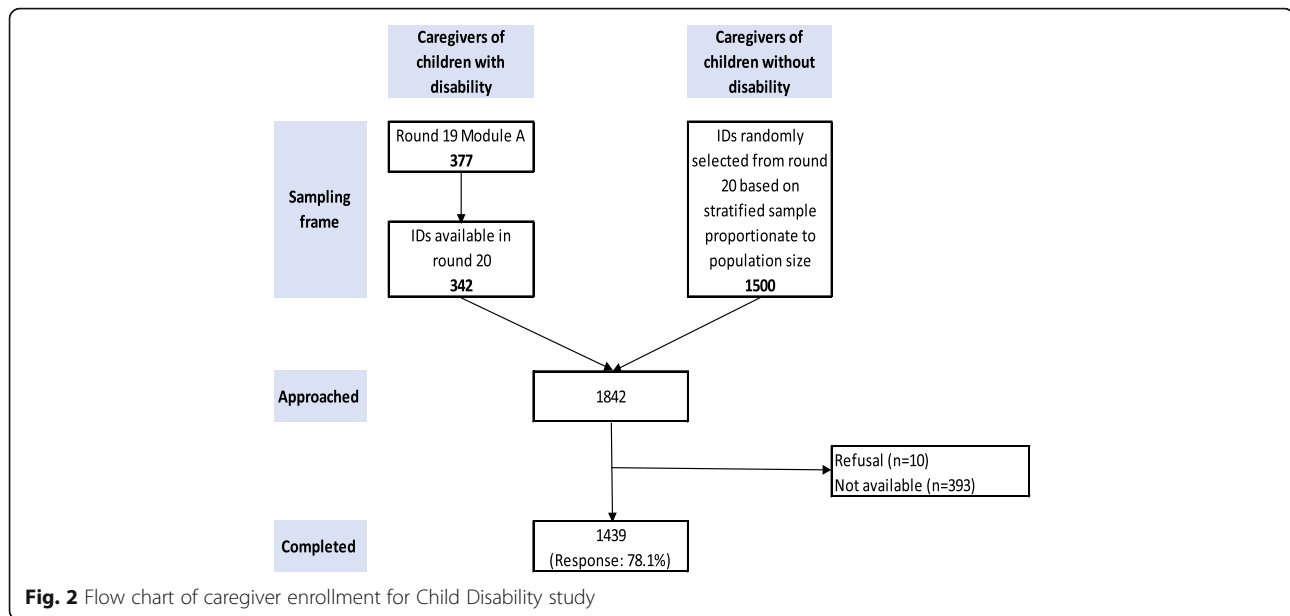 Caregivers of
children with
disability
Caregivers of
children without
disability
Sampling
frame
Round 19 Module A
377
IDs available in
round 20
342
IDs randomly
selected from round
20 based on
stratified sample
proportionate to
population size
1500
Approached
1842
Refusal (n=10)
Not available (n=393)
Completed
1439
(Response: 78.1%)
Fig. 2 Flow chart of caregiver enrollment for Child Disability study